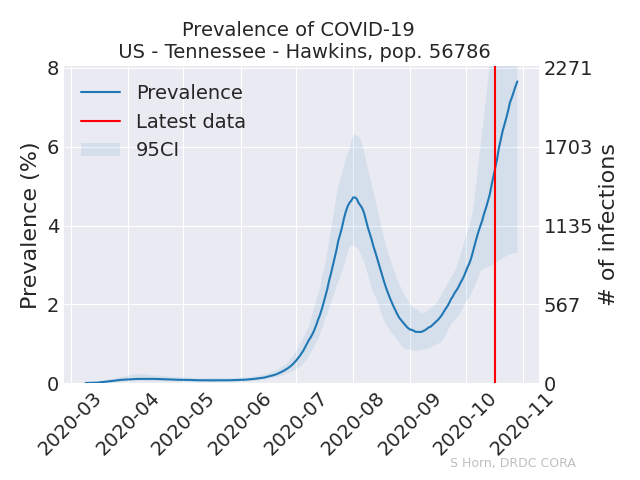 Prevalence of COVID-19
US - Tennessee - Hawkins, pop. 56786
Prevalence
Latest data
95CI
Prevalence (%)
8
6
4
2
0
2271
1703
1135
567
0
# of infections
2020-03
2020-04
2020-05
2020-06
2020-07
2020-08
2020-09
2020-10
2020-11
S Horn, DRDC CORA